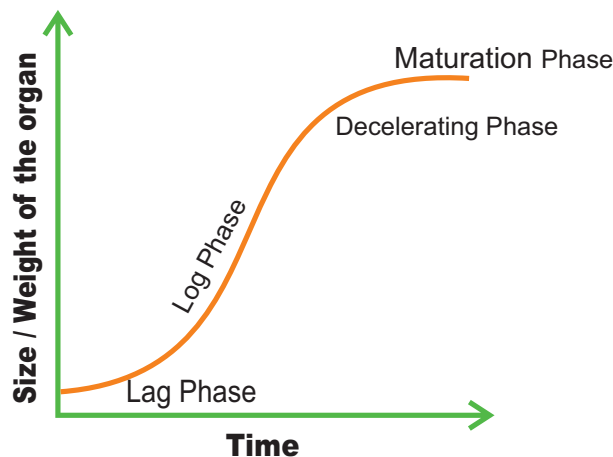 Maturation Phase
Decelerating Phase
Log Phase
Lag Phase
Size / Weight of the organ
Time